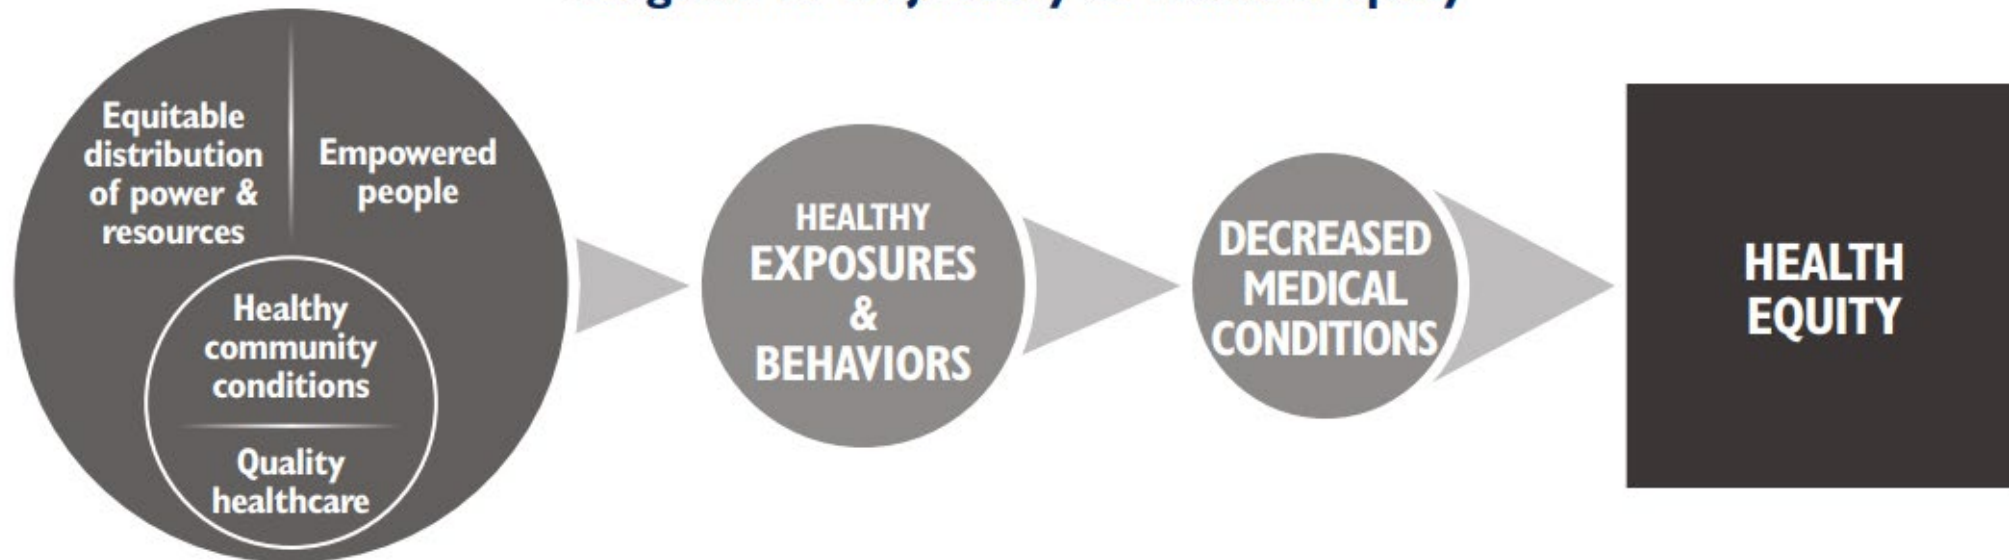 Equitable
distribution
of power &
resources
Empowered
people
Healthy
community
conditions
Quality
healthcare
HEALTHY
EXPOSURES
&
BEHAVIORS
DECREASED
MEDICAL
CONDITIONS
HEALTH
EQUITY